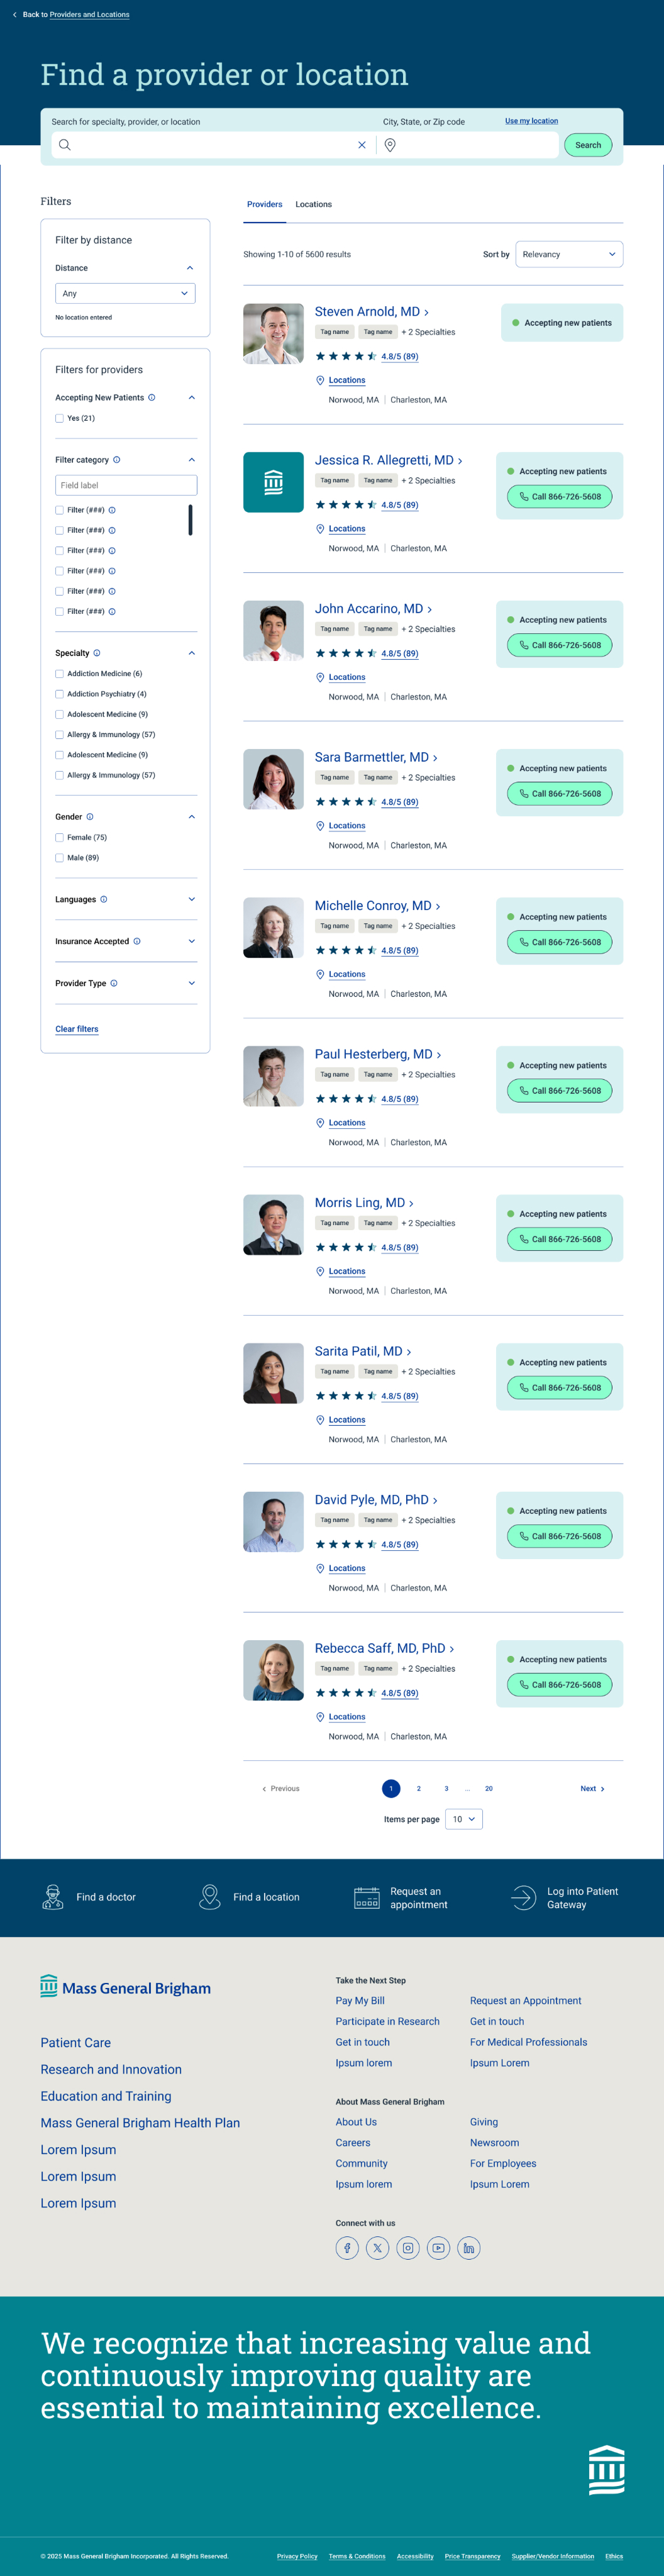 Back to Providers and Locations
Find a provider or location
Search for specialty, provider, or location
City, State, or Zip code
Use my location
Search
Filters
Filter by distance
Distance
Any
No location entered
Filters for providers
Accepting New Patients
Yes (21)
Filter category
Field label
Filter (###)
Filter (###)
Filter (###)
Filter (###)
Filter (###)
Filter (###)
Specialty
Addiction Medicine (6)
Addiction Psychiatry (4)
Adolescent Medicine (9)
Allergy & Immunology (57)
Adolescent Medicine (9)
Allergy & Immunology (57)
Gender
Female (75)
Male (89)
Languages
Insurance Accepted
Provider Type
Clear filters
Providers Locations
Showing 1-10 of 5600 results
Sort by Relevancy
Steven Arnold, MD
Tag name Tag name + 2 Specialties
4.8/5 (89)
Locations
Norwood, MA | Charleston, MA
Accepting new patients
Jessica R. Allegretti, MD
Tag name Tag name + 2 Specialties
4.8/5 (89)
Locations
Norwood, MA | Charleston, MA
Accepting new patients
Call 866-726-5608
John Accarino, MD
Tag name Tag name + 2 Specialties
4.8/5 (89)
Locations
Norwood, MA | Charleston, MA
Accepting new patients
Call 866-726-5608
Sara Barmettler, MD
Tag name Tag name + 2 Specialties
4.8/5 (89)
Locations
Norwood, MA | Charleston, MA
Accepting new patients
Call 866-726-5608
Michelle Conroy, MD
Tag name Tag name + 2 Specialties
4.8/5 (89)
Locations
Norwood, MA | Charleston, MA
Accepting new patients
Call 866-726-5608
Paul Hesterberg, MD
Tag name Tag name + 2 Specialties
4.8/5 (89)
Locations
Norwood, MA | Charleston, MA
Accepting new patients
Call 866-726-5608
Morris Ling, MD
Tag name Tag name + 2 Specialties
4.8/5 (89)
Locations
Norwood, MA | Charleston, MA
Accepting new patients
Call 866-726-5608
Sarita Patil, MD
Tag name Tag name + 2 Specialties
4.8/5 (89)
Locations
Norwood, MA | Charleston, MA
Accepting new patients
Call 866-726-5608
David Pyle, MD, PhD
Tag name Tag name + 2 Specialties
4.8/5 (89)
Locations
Norwood, MA | Charleston, MA
Accepting new patients
Call 866-726-5608
Rebecca Saff, MD, PhD
Tag name Tag name + 2 Specialties
4.8/5 (89)
Locations
Norwood, MA | Charleston, MA
Accepting new patients
Call 866-726-5608
Previous 1 2 3 ... 20 Next
Items per page 10
Find a doctor
Find a location
Request an
appointment
Log into Patient
Gateway
Mass General Brigham
Patient Care
Research and Innovation
Education and Training
Mass General Brigham Health Plan
Lorem Ipsum
Lorem Ipsum
Lorem Ipsum
Take the Next Step
Pay My Bill
Request an Appointment
Participate in Research
Get in touch
Get in touch
For Medical Professionals
Ipsum lorem
Ipsum Lorem
About Mass General Brigham
About Us
Giving
Careers
Newsroom
Community
For Employees
Ipsum lorem
Ipsum Lorem
Connect with us
We recognize that increasing value and
continuously improving quality are
essential to maintaining excellence.
© 2025 Mass General Brigham Incorporated. All Rights Reserved.
Privacy Policy Terms & Conditions Accessibility Price Transparency Supplier/Vendor Information Ethics